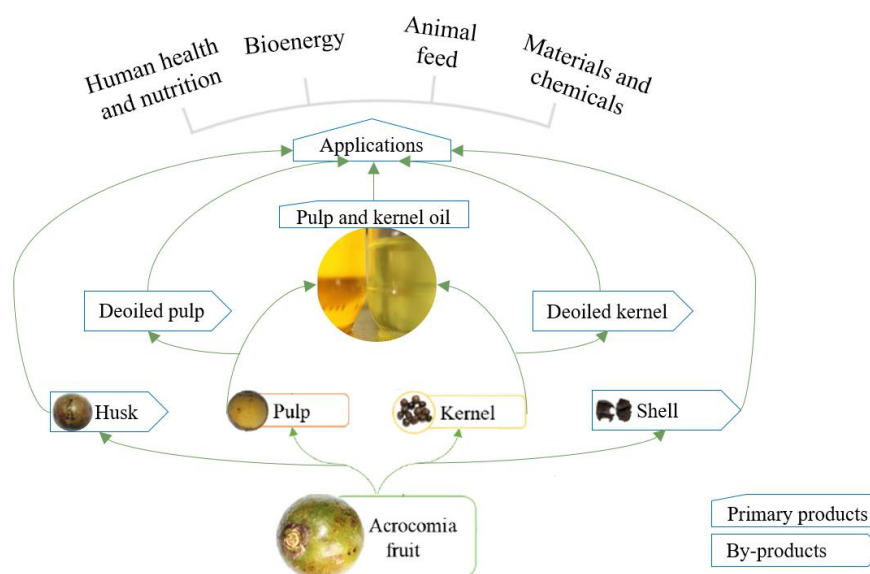 Human health
and nutrition
Bioenergy
Animal
feed
Materials and
chemicals
Applications
Pulp and kernel oil
Deoiled pulp
Deoiled kernel
Husk
Pulp
Kernel
Shell
Acrocomia
fruit
Primary products
By-products